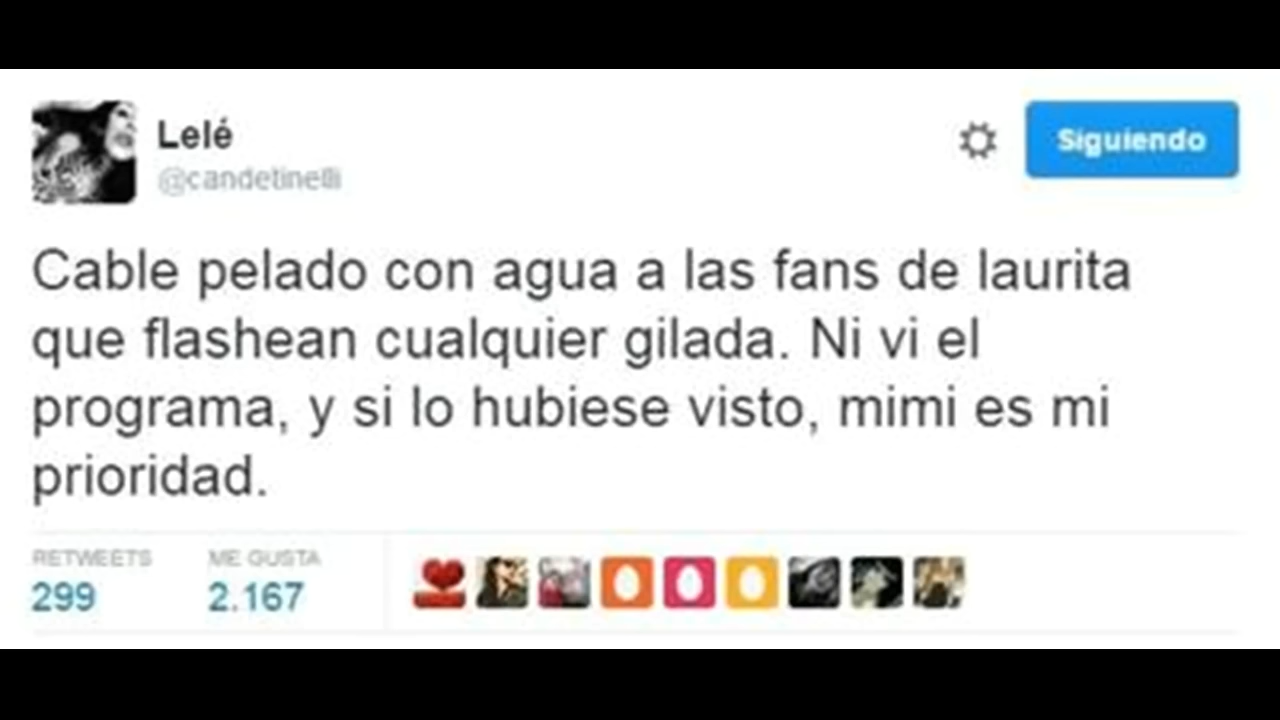 Lelé
@candetinelli
Siguiendo
Cable pelado con agua a las fans de laurita
que flashean cualquier gilada. Ni vi el
programa, y si lo hubiese visto, mimi es mi
prioridad.
RETWEETS
299
ME GUSTA
2.167